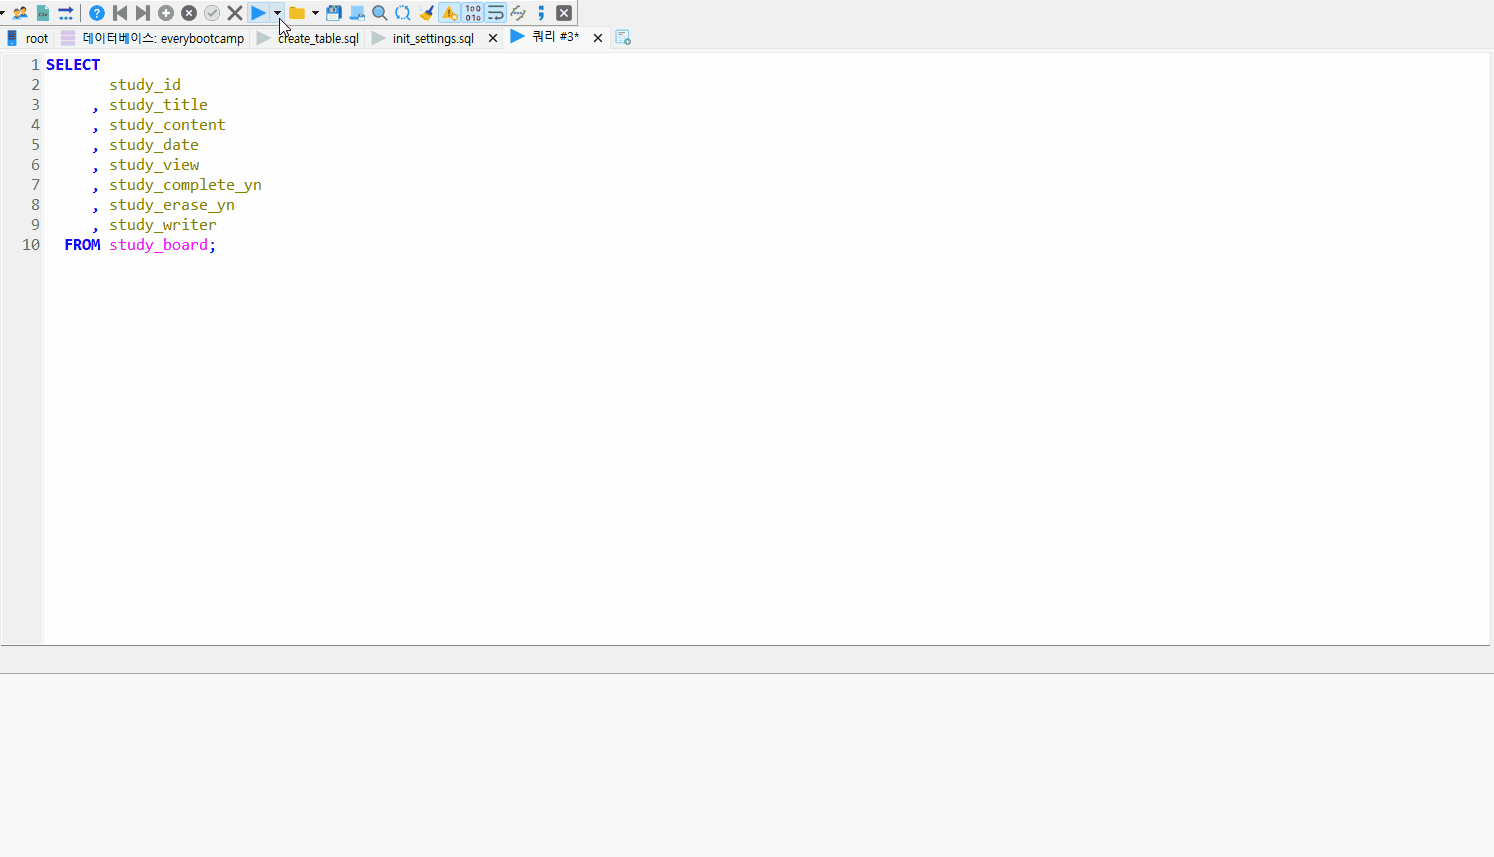 root 데이터베이스: everybootcamp create_table.sql init_settings.sql 쿼리 #3*
1 SELECT
2 study_id
3 , study_title
4 , study_content
5 , study_date
6 , study_view
7 , study_complete_yn
8 , study_erase_yn
9 , study_writer
10 FROM study_board;